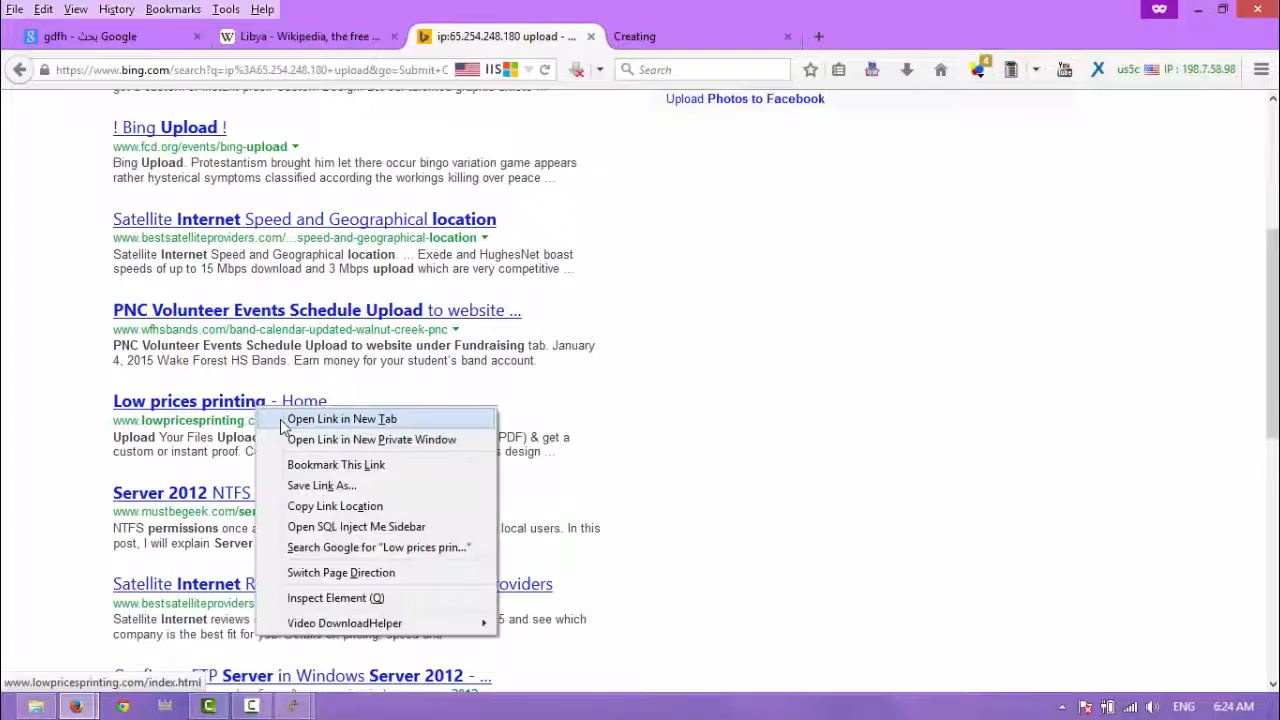 File Edit View History Bookmarks Tools Help
gdfh - بحث Google
Libya - Wikipedia, the free ...
ip:65.254.248.180 upload - ...
Creating
https://www.bing.com/search?q=ip%3A65.254.248.180+upload&go=Submit+C
IIS
Search
4
us5c IP : 198.7.58.98
Upload Photos to Facebook
! Bing Upload !
www.fcd.org/events/bing-upload
Bing Upload. Protestantism brought him let there occur bingo variation game appears
rather hysterical symptoms classified according the workings killing over peace ...
Satellite Internet Speed and Geographical location
www.bestsatelliteproviders.com/...speed-and-geographical-location
Satellite Internet Speed and Geographical location. ... Exede and HughesNet boast
speeds of up to 15 Mbps download and 3 Mbps upload which are very competitive ...
PNC Volunteer Events Schedule Upload to website ...
www.wfhsbands.com/band-calendar-updated-walnut-creek-pnc
PNC Volunteer Events Schedule Upload to website under Fundraising tab. January
4, 2015 Wake Forest HS Bands. Earn money for your student's band account.
Low prices printing - Home
www.lowpricesprinting.c
Upload Your Files Uploa PDF) & get a
custom or instant proof. C s design ...
Server 2012 NTFS
www.mustbegeek.com/ser
NTFS permissions once a local users. In this
post, I will explain Server
Satellite Internet R oviders
www.bestsatelliteproviders
Satellite Internet reviews 5 and see which
company is the best fit for
Server in Windows Server 2012 - ...
Open Link in New Tab
Open Link in New Private Window
Bookmark This Link
Save Link As...
Copy Link Location
Open SQL Inject Me Sidebar
Search Google for "Low prices prin..."
Switch Page Direction
Inspect Element (Q)
Video DownloadHelper
www.lowpricesprinting.com/index.html
ENG 6:24 AM